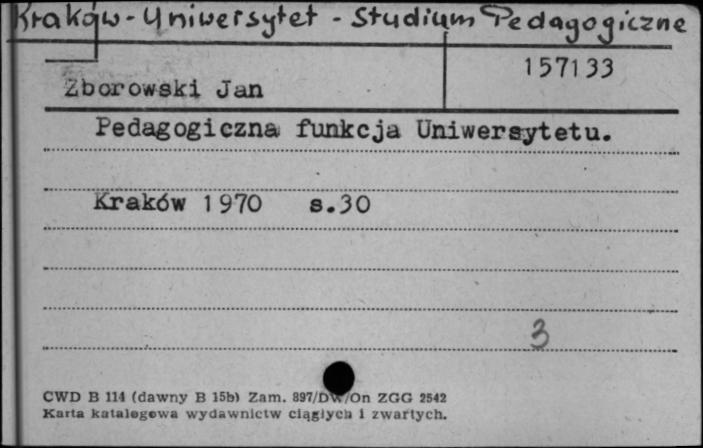 Kraków - Uniwersytet - Studium Pedagogiczne
157133
Zborowski Jan
Pedagogiczna funkcja Uniwersytetu.
Kraków 1970 s.30
3
CWD B 114 (dawny B 15b) Zam. 897/DW/On ZGG 2542
Karta katalogowa wydawnictw ciągłych i zwartych.